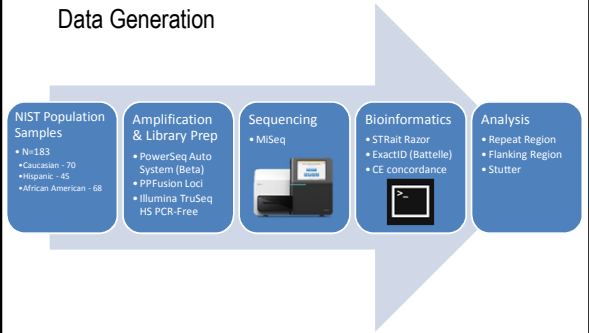 Data Generation
NIST Population
Samples
• N=183
•Caucasian - 70
•Hispanic - 45
•African American - 68
Amplification
& Library Prep
• PowerSeq Auto
System (Beta)
• PPFusion Loci
• Illumina TruSeq
HS PCR-Free
Sequencing
• MiSeq
Bioinformatics
• STRait Razor
• ExactID (Battelle)
• CE concordance
>_
Analysis
• Repeat Region
• Flanking Region
• Stutter